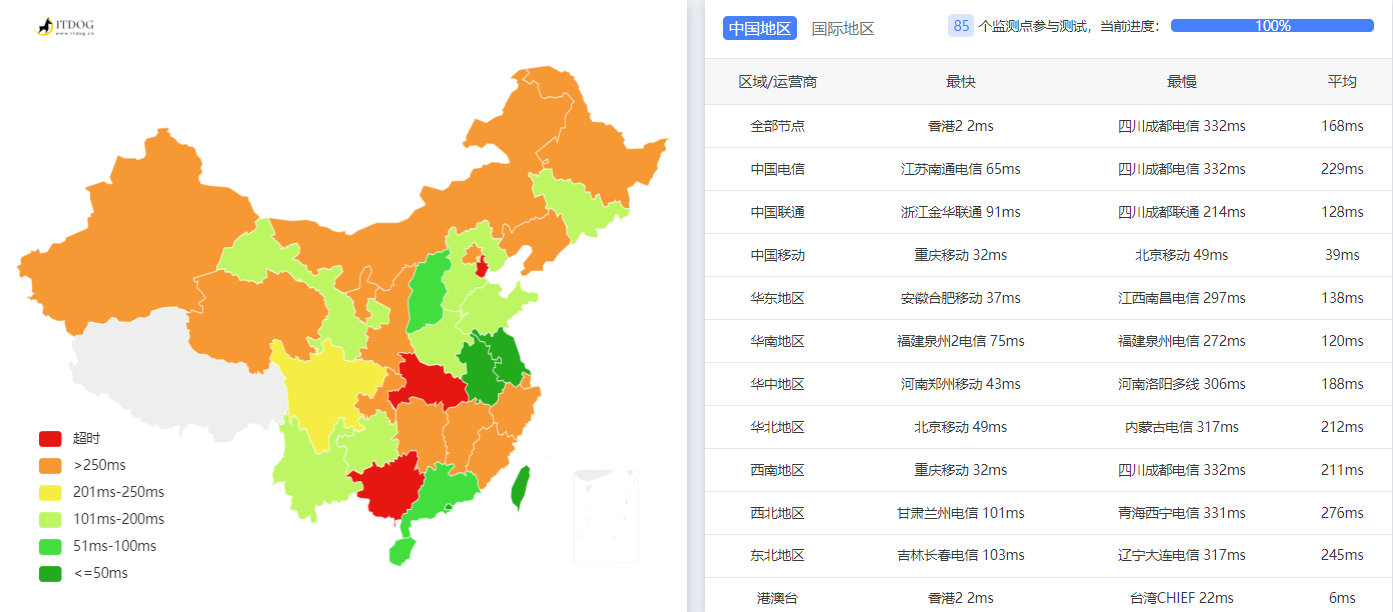 ITDOG
www.itdog.cn
超时
>250ms
201ms-250ms
101ms-200ms
51ms-100ms
<=50ms
中国地区 国际地区 85 个监测点参与测试，当前进度： 100%
区域/运营商 最快 最慢 平均
全部节点 香港2 2ms 四川成都电信 332ms 168ms
中国电信 江苏南通电信 65ms 四川成都电信 332ms 229ms
中国联通 浙江金华联通 91ms 四川成都联通 214ms 128ms
中国移动 重庆移动 32ms 北京移动 49ms 39ms
华东地区 安徽合肥移动 37ms 江西南昌电信 297ms 138ms
华南地区 福建泉州2电信 75ms 福建泉州电信 272ms 120ms
华中地区 河南郑州移动 43ms 河南洛阳多线 306ms 188ms
华北地区 北京移动 49ms 内蒙古电信 317ms 212ms
西南地区 重庆移动 32ms 四川成都电信 332ms 211ms
西北地区 甘肃兰州电信 101ms 青海西宁电信 331ms 276ms
东北地区 吉林长春电信 103ms 辽宁大连电信 317ms 245ms
港澳台 香港2 2ms 台湾CHIEF 22ms 6ms